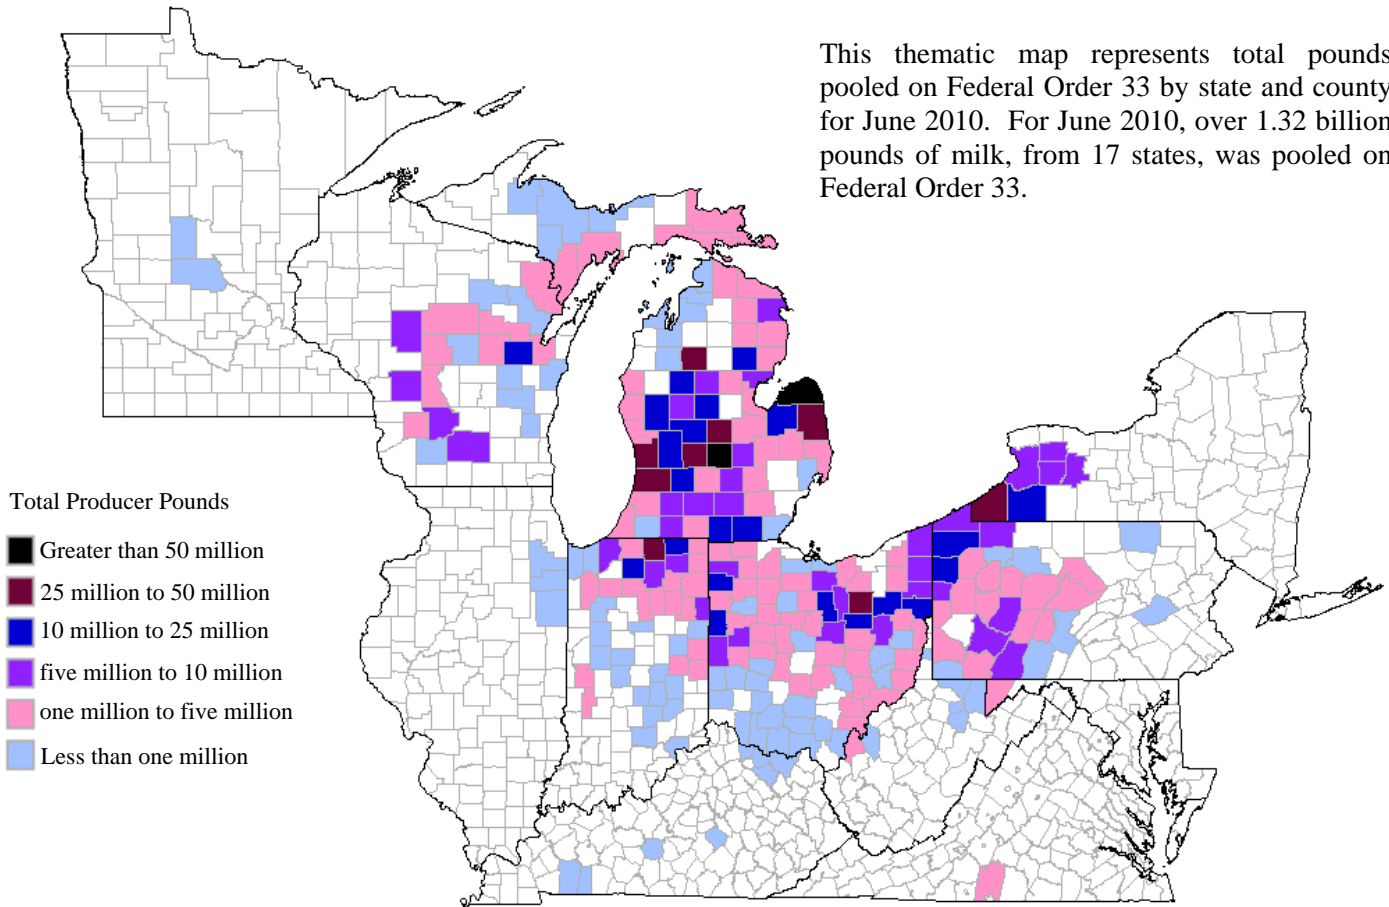 This thematic map represents total pounds
pooled on Federal Order 33 by state and county
for June 2010. For June 2010, over 1.32 billion
pounds of milk, from 17 states, was pooled on
Federal Order 33.
Total Producer Pounds
Greater than 50 million
25 million to 50 million
10 million to 25 million
five million to 10 million
one million to five million
Less than one million